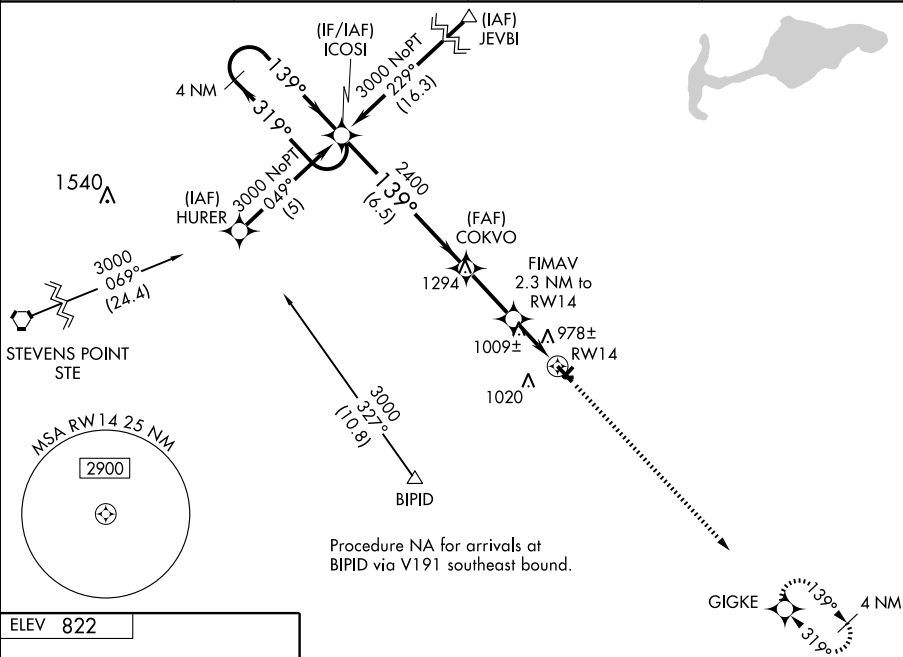 (IF/IAF)
ICOSI
(IAF)
JEVBI
3000 NoPT
229°
(16.3)
139°
4 NM
319°
1540
(IAF)
HURER
3000 NoPT
049°
(5)
2400
139°
(6.5)
(FAF)
COKVO
1294
FIMAV
2.3 NM to
RW14
3000
069°
(24.4)
STEVENS POINT
STE
1009±
978±
RW14
1020
3000
327°
(10.8)
BIPID
MSA RW14 25 NM
2900
Procedure NA for arrivals at
BIPID via V191 southeast bound.
GIGKE
139°
4 NM
319°
ELEV 822